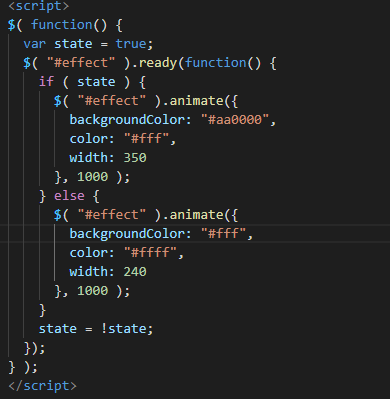 <script>
$( function() {
  var state = true;
  $( "#effect" ).ready(function() {
    if ( state ) {
      $( "#effect" ).animate({
        backgroundColor: "#aa0000",
        color: "#fff",
        width: 350
      }, 1000 );
    } else {
      $( "#effect" ).animate({
        backgroundColor: "#fff",
        color: "#ffff",
        width: 240
      }, 1000 );
    }
    state = !state;
  });
} );
</script>